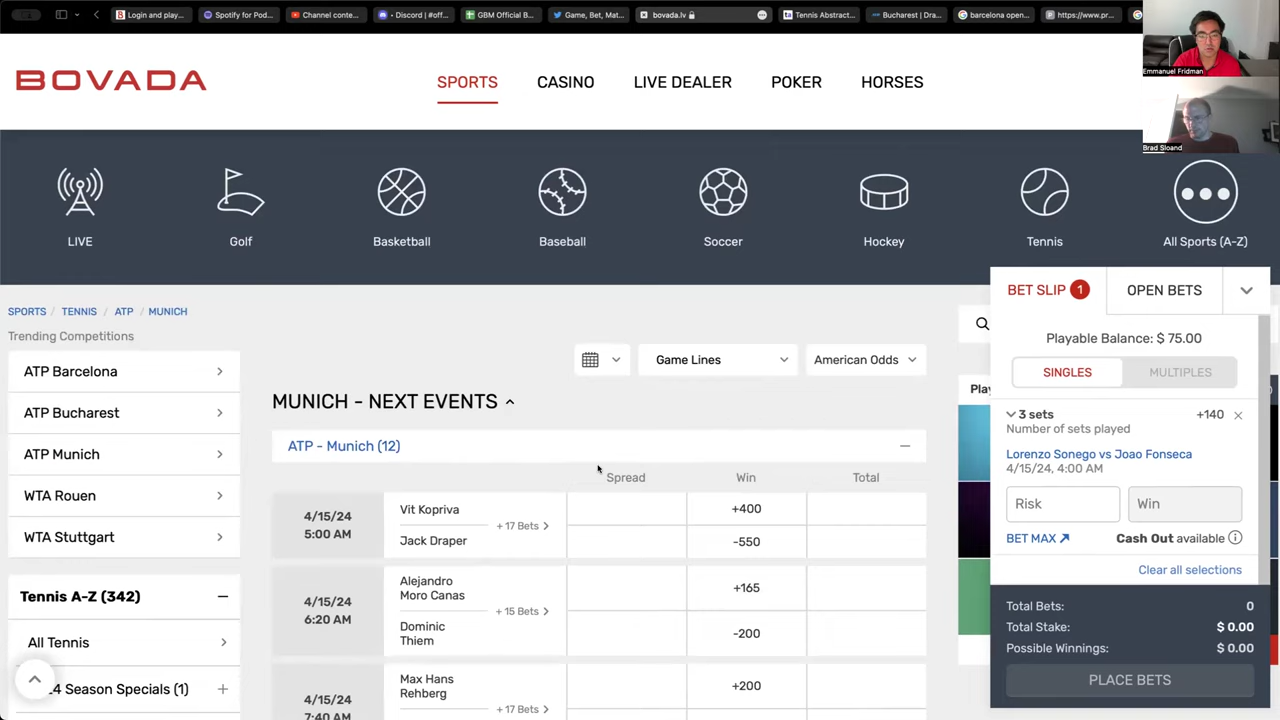 Login and play...
Spotify for Pod...
Channel conte...
Discord | #off...
GBM Official B...
Game, Bet, Mat...
bovada.lv
Tennis Abstract...
Bucharest | Dra...
barcelona open...
https://www.pr...
Emmanuel Fridman
Brad Sloand
BOVADA
SPORTS
CASINO
LIVE DEALER
POKER
HORSES
LIVE
Golf
Basketball
Baseball
Soccer
Hockey
Tennis
All Sports (A-Z)
SPORTS / TENNIS / ATP / MUNICH
Trending Competitions
ATP Barcelona
ATP Bucharest
ATP Munich
WTA Rouen
WTA Stuttgart
Tennis A-Z (342)
All Tennis
4 Season Specials (1)
Game Lines
American Odds
MUNICH - NEXT EVENTS
ATP - Munich (12)
Spread
Win
Total
4/15/24
5:00 AM
Vit Kopriva
+400
+ 17 Bets
Jack Draper
-550
4/15/24
6:20 AM
Alejandro
Moro Canas
+165
+ 15 Bets
Dominic
Thiem
-200
4/15/24
7:40 AM
Max Hans
Rehberg
+200
+ 17 Bets
Play
BET SLIP 1
OPEN BETS
Playable Balance: $ 75.00
SINGLES
MULTIPLES
3 sets
+140
Number of sets played
Lorenzo Sonego vs Joao Fonseca
4/15/24, 4:00 AM
Risk
Win
BET MAX
Cash Out available
Clear all selections
Total Bets:
0
Total Stake:
$ 0.00
Possible Winnings:
$ 0.00
PLACE BETS